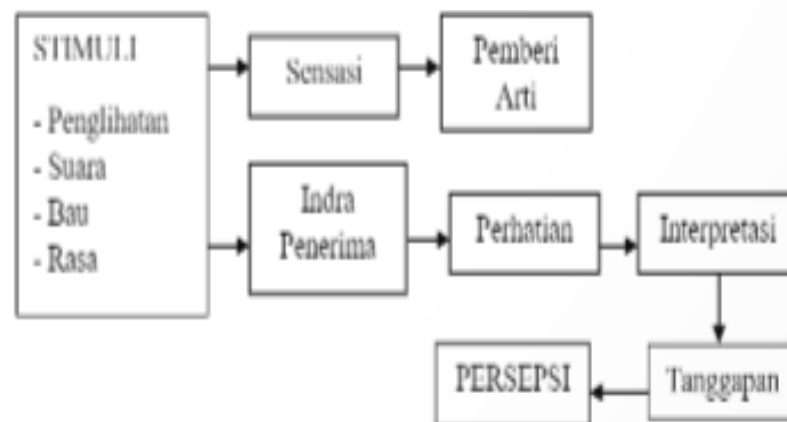 STIMULI
- Penglihatan
- Suara
- Bau
- Rasa
Sensasi
Pemberi
Arti
Indra
Penerima
Perhatian
Interpretasi
Tanggapan
PERSEPSI